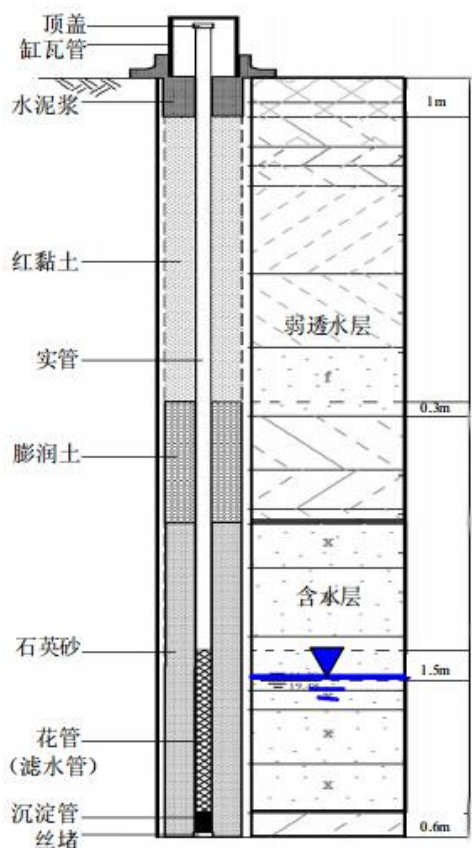 顶盖
缸瓦管
水泥浆
1m
红黏土
弱透水层
实管
f
0.3m
膨润土
x
含水层
石英砂
1.5m
x
花管
x
（滤水管）
x
沉淀管
0.6m
丝堵